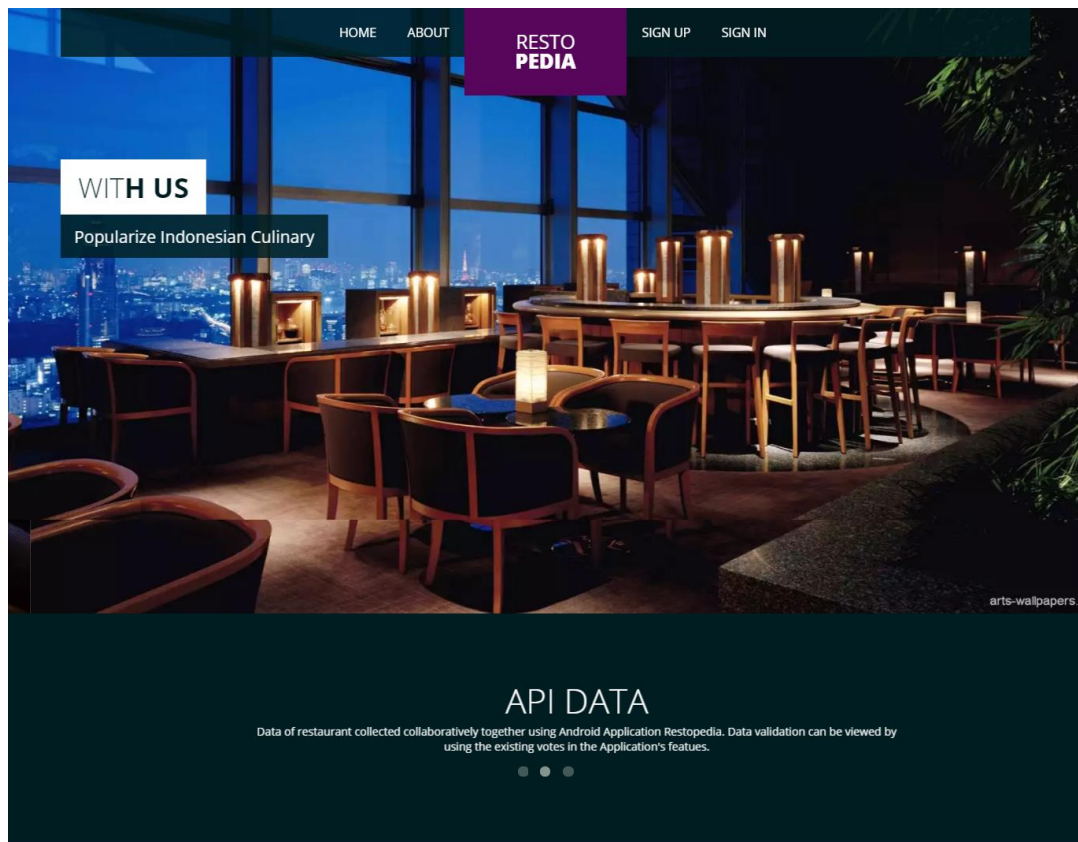 HOME ABOUT RESTO PEDIA SIGN UP SIGN IN
WITH US
Popularize Indonesian Culinary
arts-wallpapers.
API DATA
Data of restaurant collected collaboratively together using Android Application Restopedia. Data validation can be viewed by
using the existing votes in the Application's featues.